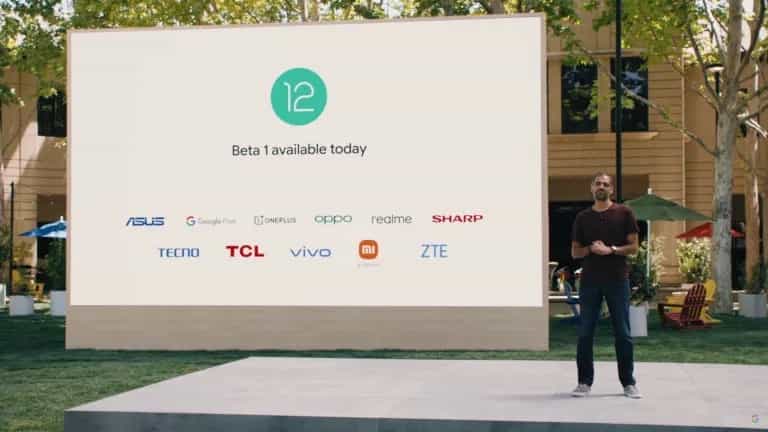 12
Beta 1 available today
ASUS Google Pixel ONEPLUS oppo realme SHARP
TECNO TCL vivo mi ZTE